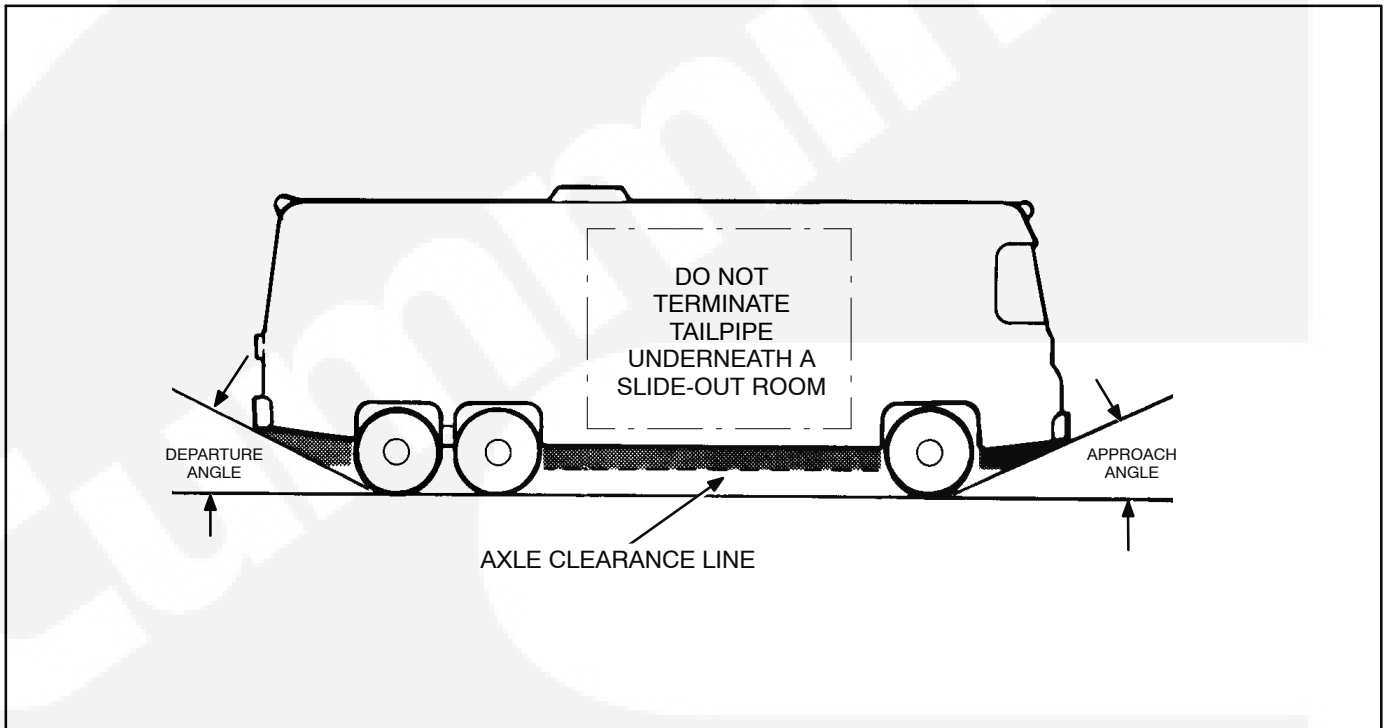 DO NOT
TERMINATE
TAILPIPE
UNDERNEATH A
SLIDE-OUT ROOM
DEPARTURE
ANGLE
APPROACH
ANGLE
AXLE CLEARANCE LINE